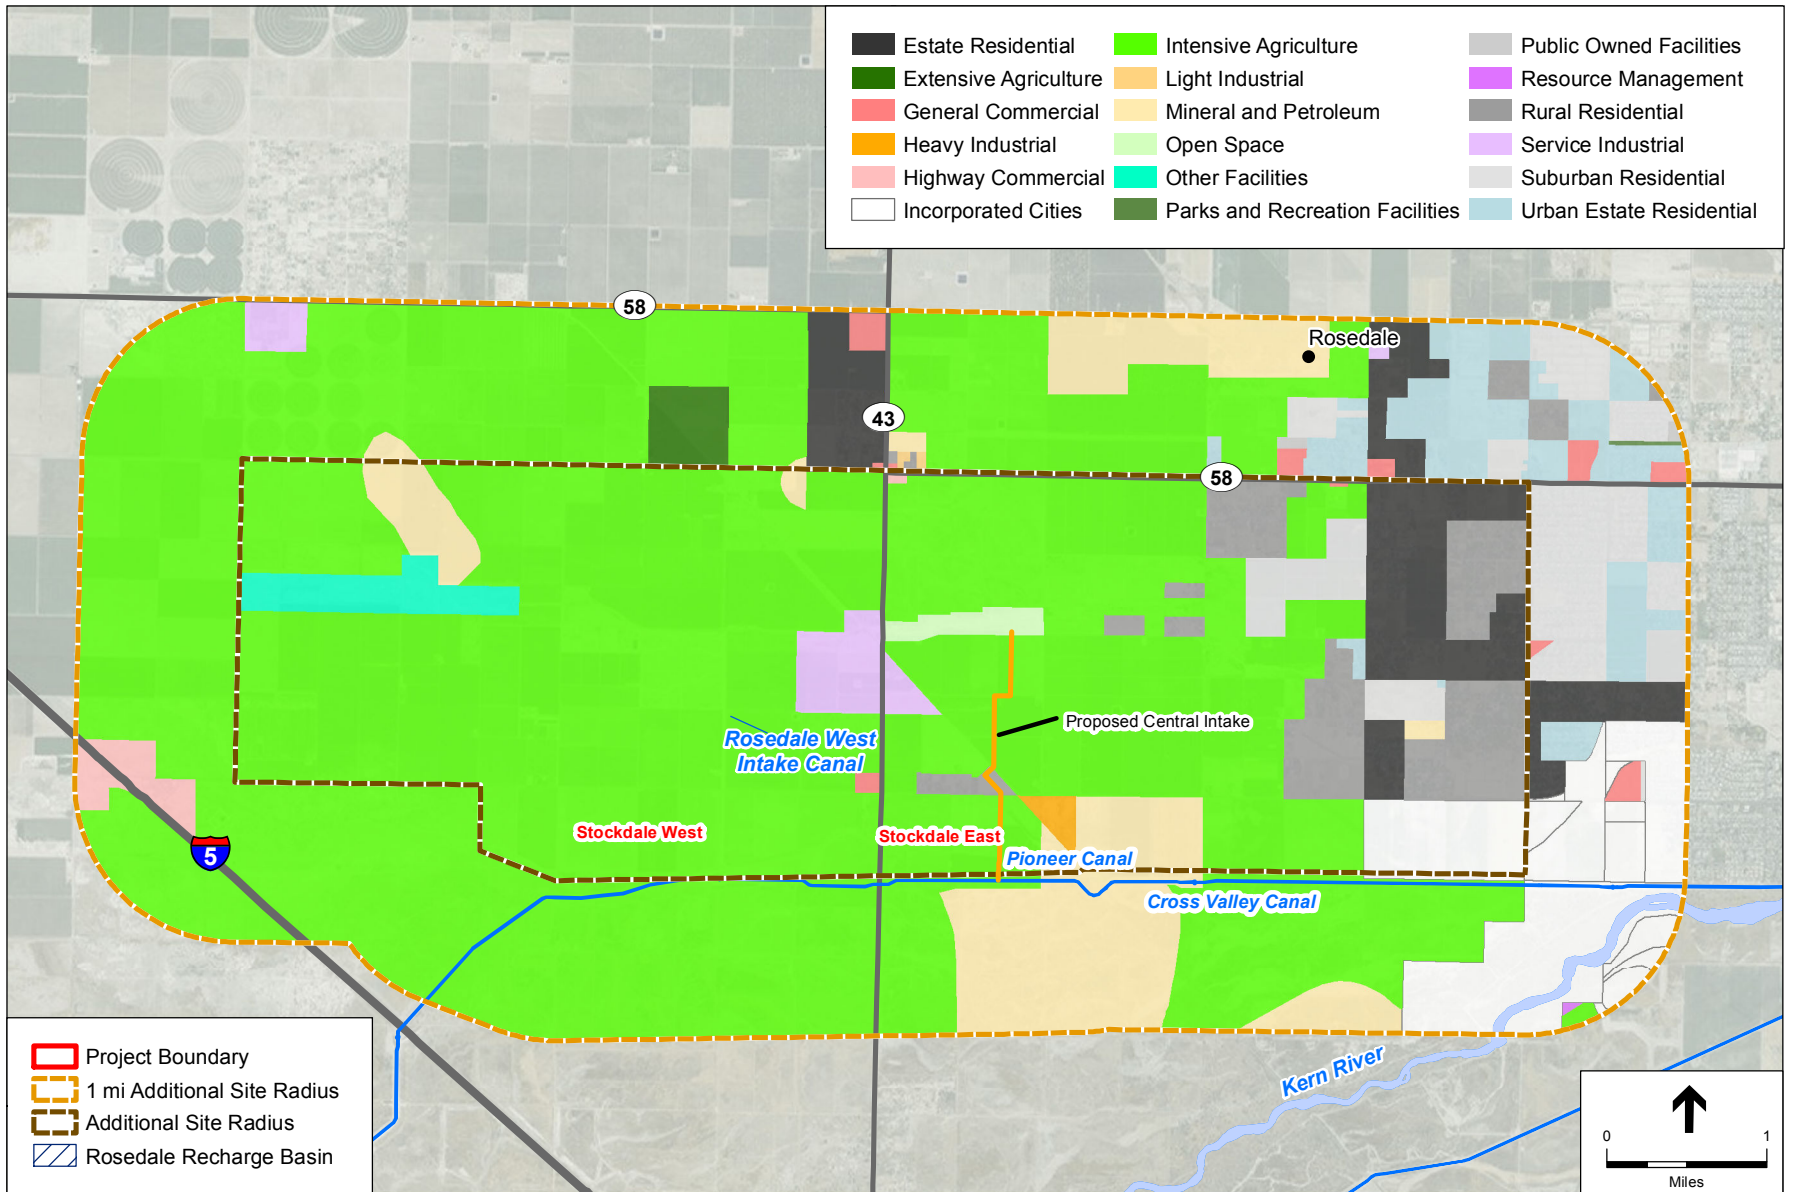 Estate Residential
Extensive Agriculture
General Commercial
Heavy Industrial
Highway Commercial
Incorporated Cities
Intensive Agriculture
Light Industrial
Mineral and Petroleum
Open Space
Other Facilities
Parks and Recreation Facilities
Public Owned Facilities
Resource Management
Rural Residential
Service Industrial
Suburban Residential
Urban Estate Residential
58
Rosedale
43
58
Proposed Central Intake
Rosedale West
Intake Canal
Stockdale West
Stockdale East
5
Pioneer Canal
Cross Valley Canal
Kern River
Project Boundary
1 mi Additional Site Radius
Additional Site Radius
Rosedale Recharge Basin
0 1
Miles